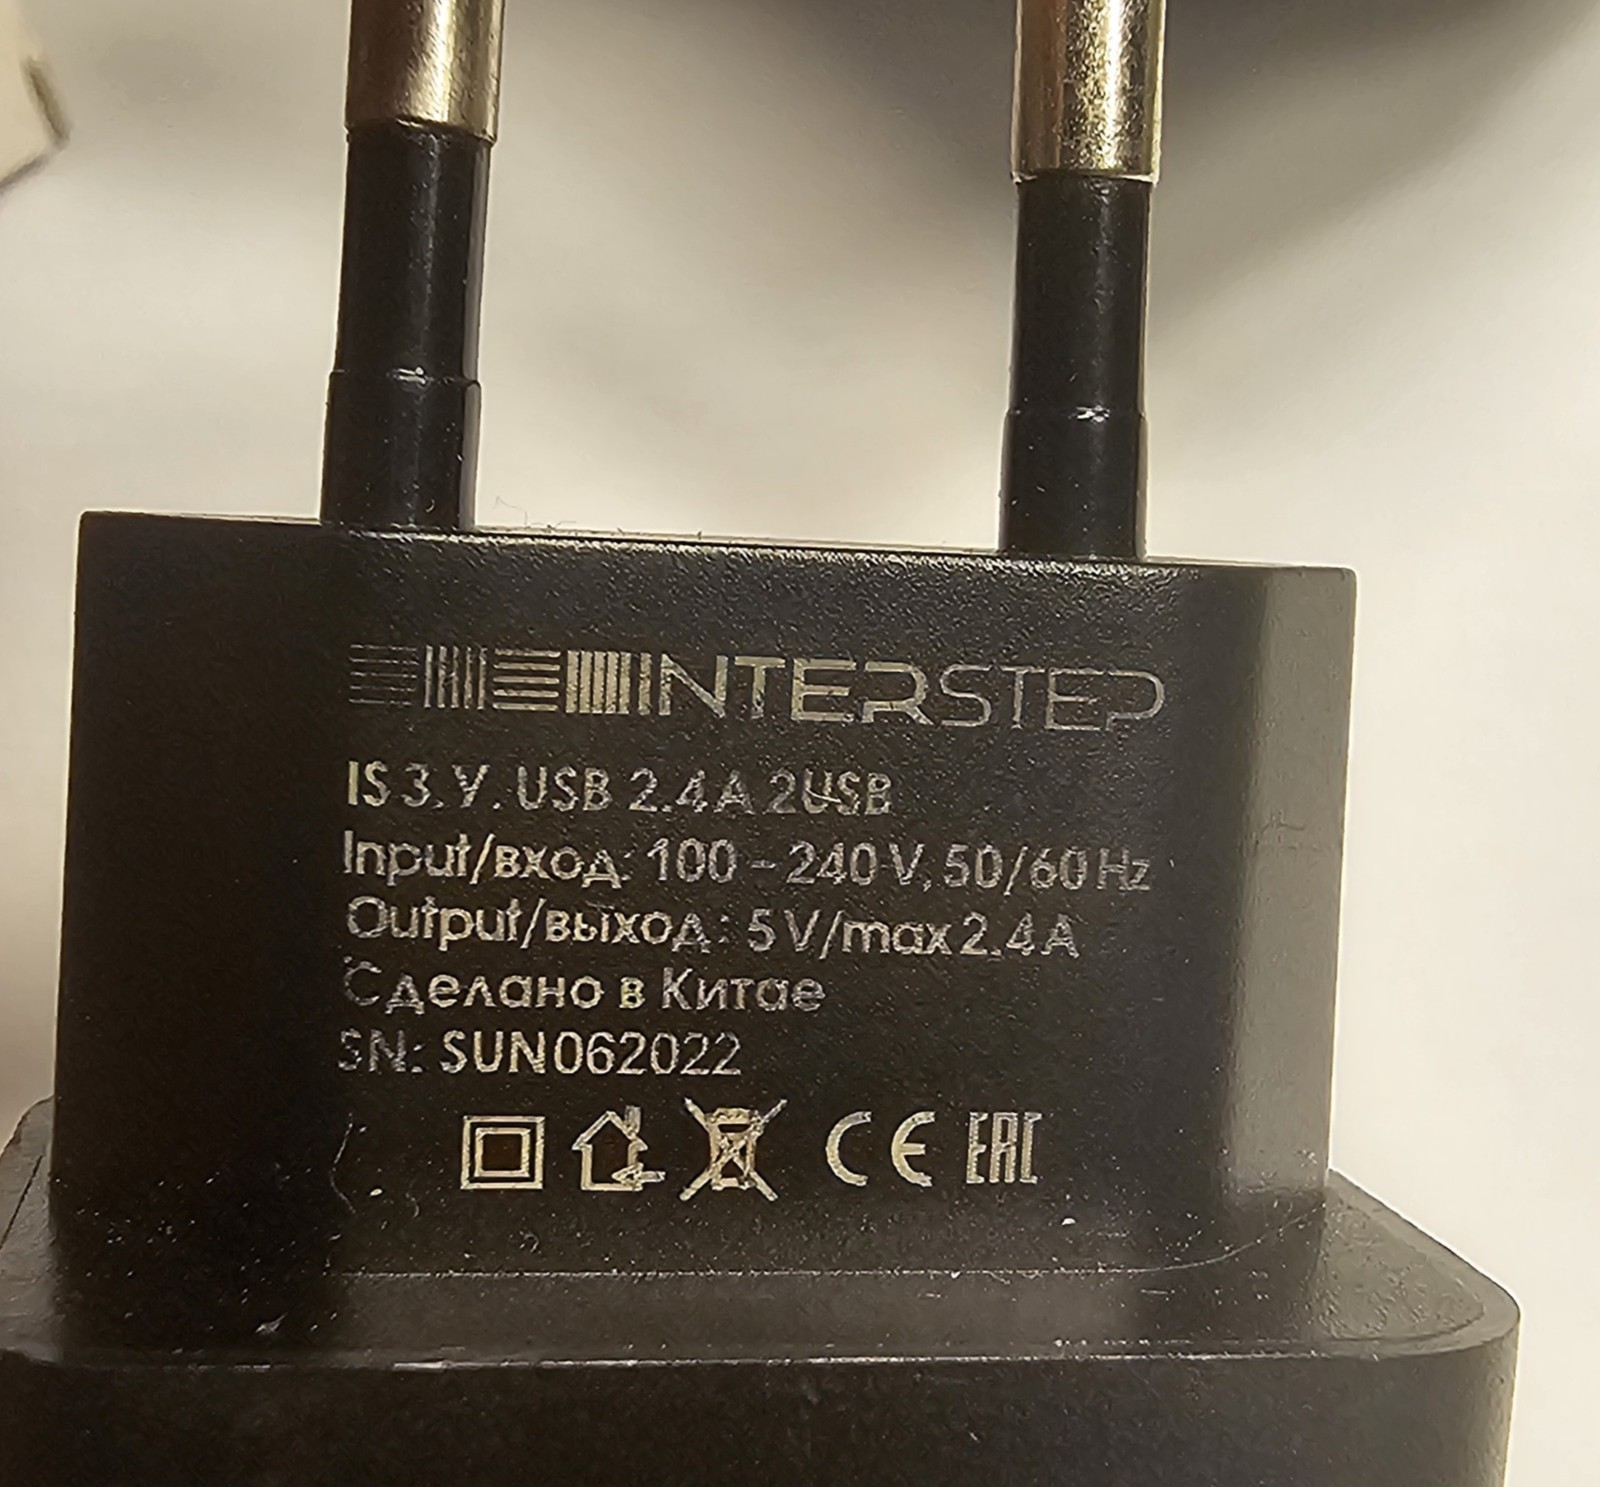 INTERSTEP
IS 3.У. USB 2.4A 2USB
Input/вход: 100 - 240 V, 50/60 Hz
Output/выход: 5 V/max 2.4 A
Сделано в Китае
SN: SUN062022
CE EAC